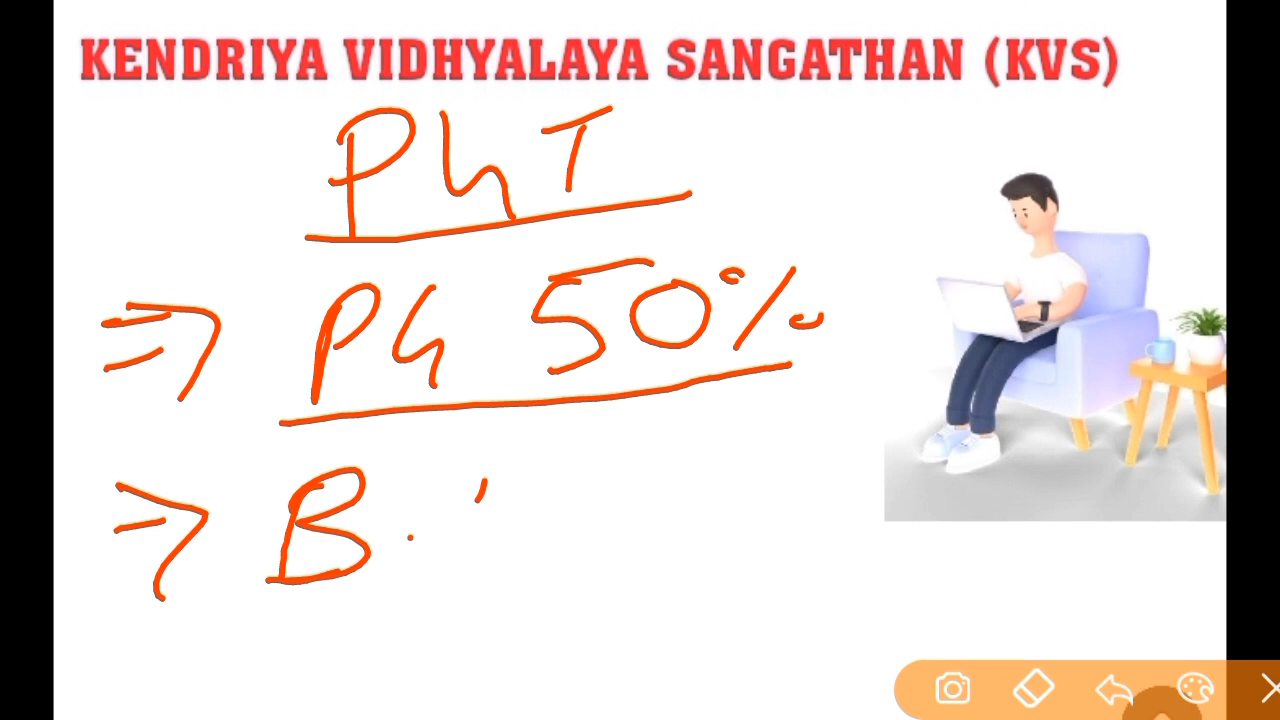 KENDRIYA VIDHYALAYA SANGATHAN (KVS)
PGT
⇒ PG 50%
⇒ B.